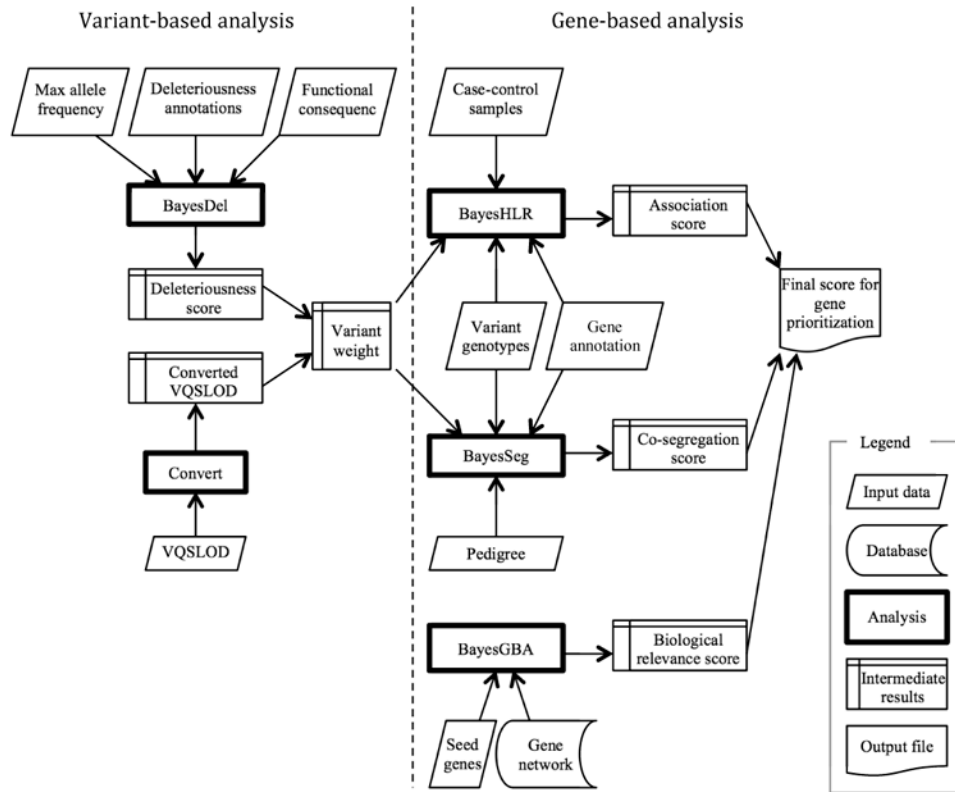 Variant-based analysis
Gene-based analysis
Max allele
frequency
Deleteriousness
annotations
Functional
consequenc
Case-control
samples
BayesDel
BayesHLR
Association
score
Deleteriousness
score
Variant
weight
Variant
genotypes
Gene
annotation
Final score for
gene
prioritization
Converted
VQSLOD
Convert
BayesSeg
Co-segregation
score
VQSLOD
Pedigree
BayesGBA
Biological
relevance score
Seed
genes
Gene
network
Legend
Input data
Database
Analysis
Intermediate
results
Output file